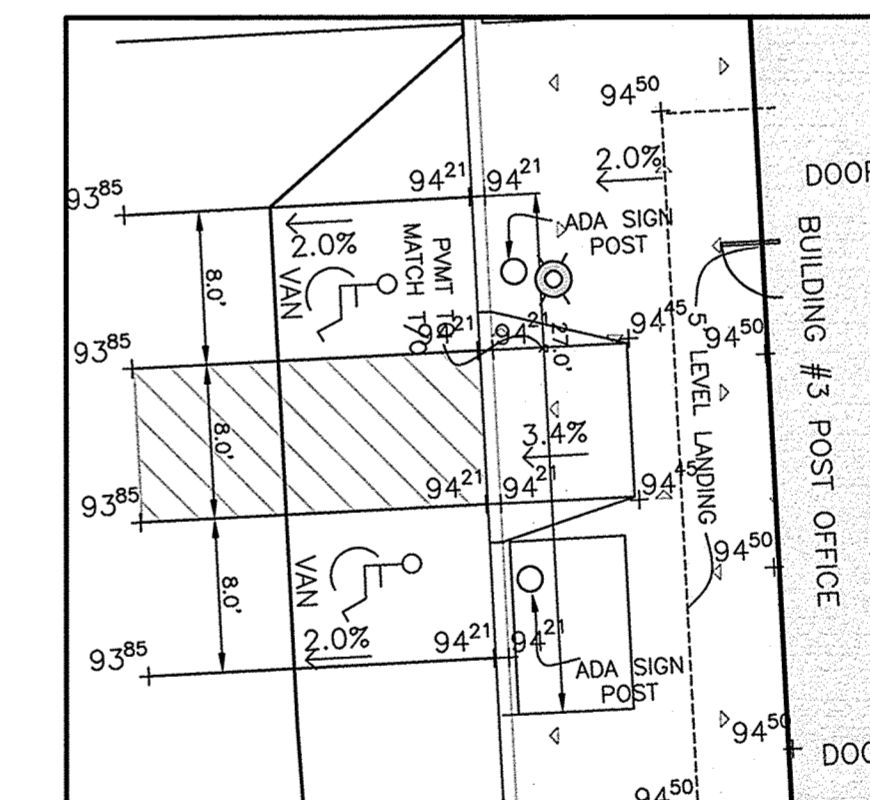 94⁵⁰
2.0%
DOOR
93⁸⁵
94²¹
94²¹
ADA SIGN
POST
2.0%
VAN
PVMT TO
MATCH
8.0'
94²¹
94²¹
27.0'
94⁴⁵
94⁵⁰
93⁸⁵
5' LEVEL LANDING
BUILDING #3 POST OFFICE
8.0'
3.4%
94²¹
94²¹
94⁴⁵
93⁸⁵
94⁵⁰
VAN
8.0'
2.0%
94²¹
94²¹
93⁸⁵
ADA SIGN
POST
94⁵⁰
94⁵⁰